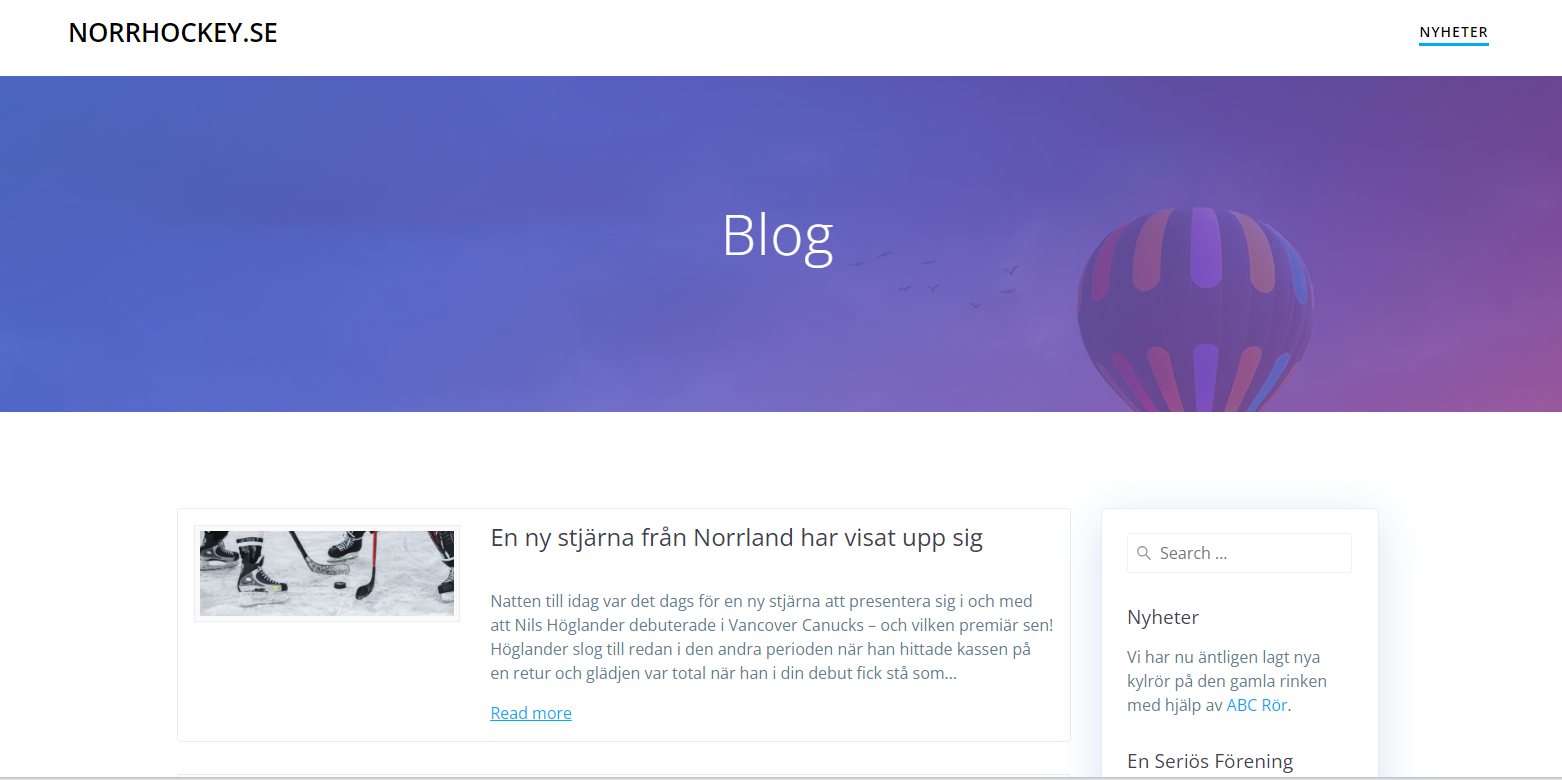 NORRHOCKEY.SE
NYHETER
Blog
En ny stjärna från Norrland har visat upp sig
Natten till idag var det dags för en ny stjärna att presentera sig i och med
att Nils Höglander debuterade i Vancover Canucks – och vilken premiär sen!
Höglander slog till redan i den andra perioden när han hittade kassen på
en retur och glädjen var total när han i din debut fick stå som...
Read more
Search ...
Nyheter
Vi har nu äntligen lagt nya
kylrör på den gamla rinken
med hjälp av ABC Rör.
En Seriös Förening